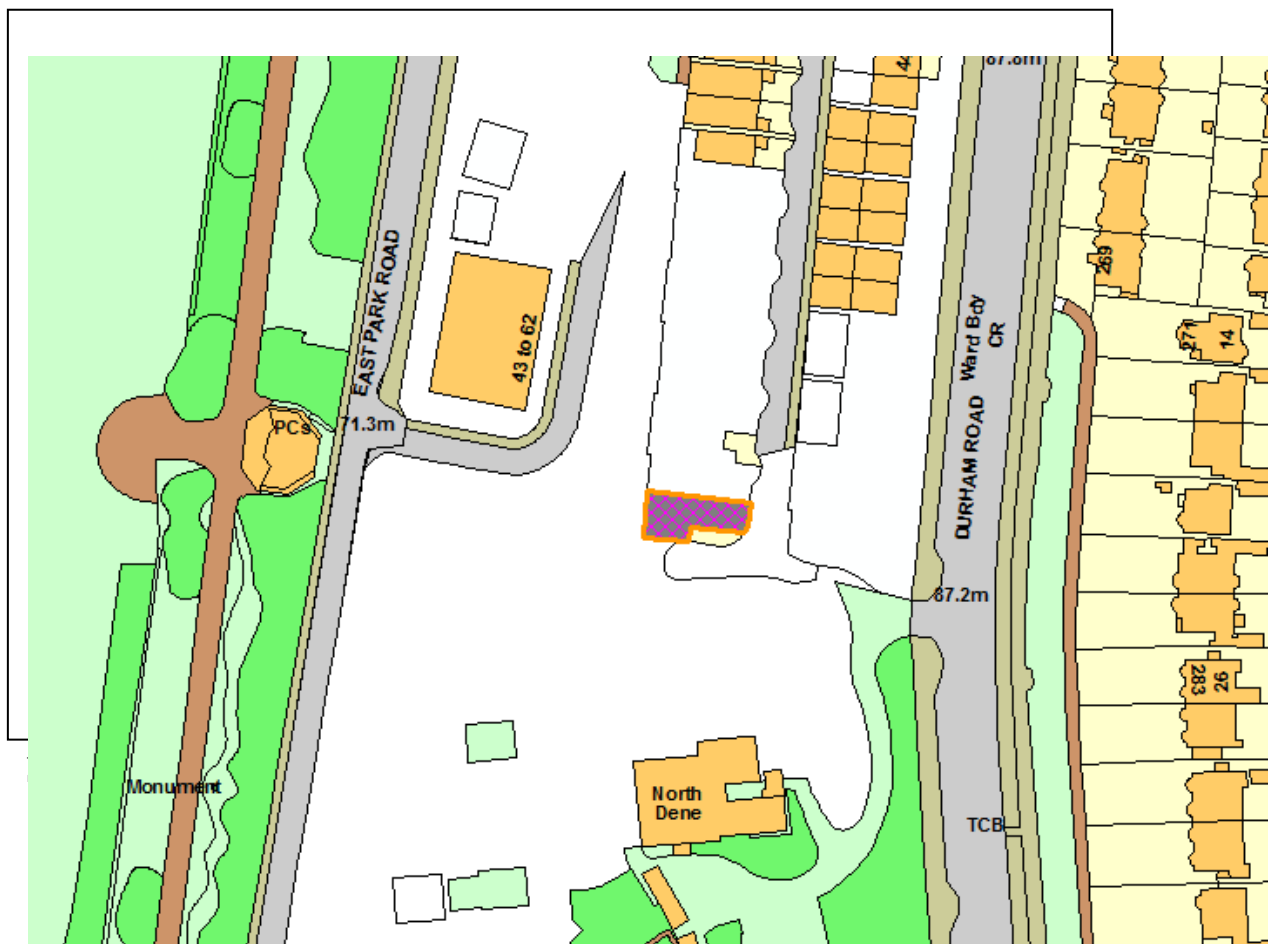 87.8m
44
EAST PARK ROAD
269
43 to 62
Ward Bdy
CR
271
14
PCs
71.3m
DURHAM ROAD
87.2m
283
26
Monument
North
Dene
TCB